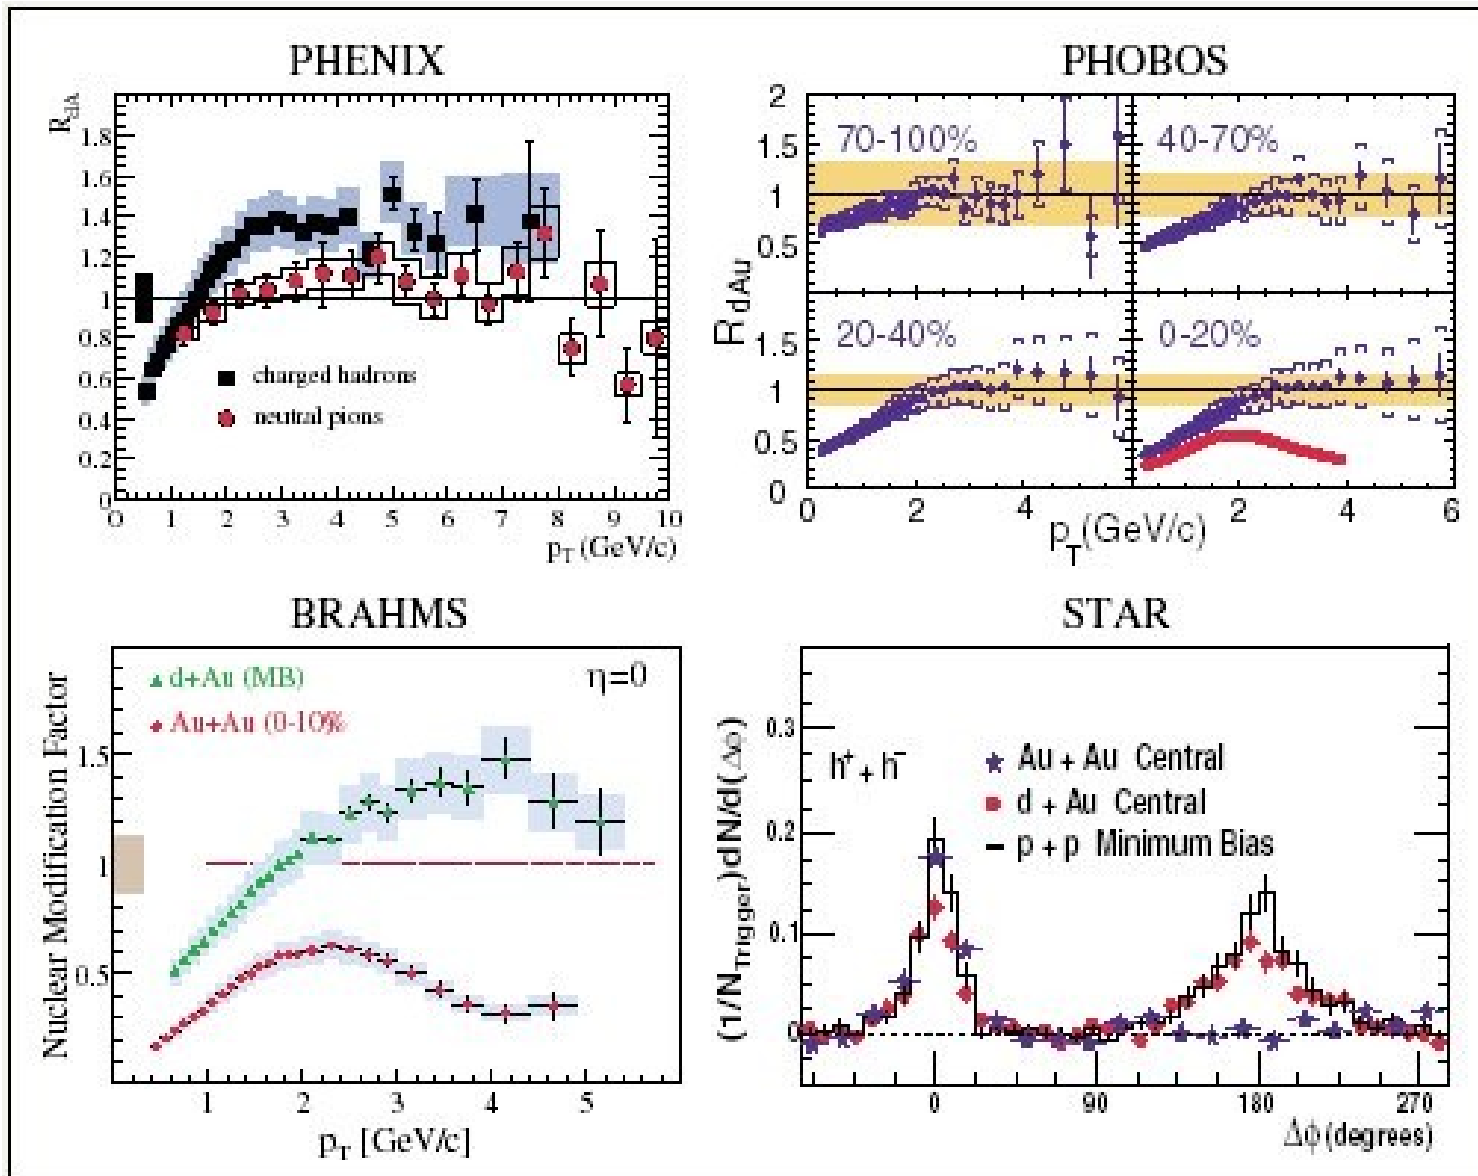 PHENIX
R_dA
1.8
1.6
1.4
1.2
1
0.8
0.6
0.4
0.2
0
charged hadrons
neutral pions
0 1 2 3 4 5 6 7 8 9 10
p_T (GeV/c)
PHOBOS
R_dAu
2
1.5
1
0.5
1.5
1
0.5
0
70-100%
40-70%
20-40%
0-20%
0 2 4 2 4 6
p_T(GeV/c)
BRAHMS
Nuclear Modification Factor
1.5
1
0.5
d+Au (MB)
η=0
Au+Au (0-10%
1 2 3 4 5
p_T [GeV/c]
STAR
(1/N_Trigger)dN/d(Δφ)
0.3
0.2
0.1
0
h⁺ + h⁻
Au + Au Central
d + Au Central
p + p Minimum Bias
0 90 180 270
Δφ (degrees)